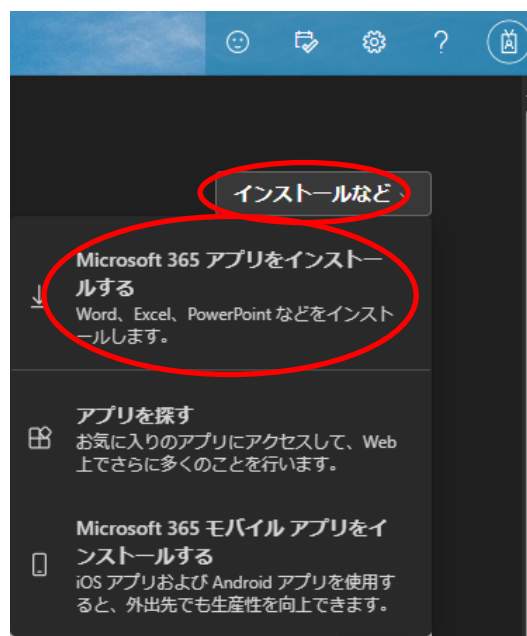 ?
インストールなど
Microsoft 365 アプリをインストー
ルする
Word、Excel、PowerPoint などをインスト
ールします。
アプリを探す
お気に入りのアプリにアクセスして、Web
上でさらに多くのことを行います。
Microsoft 365 モバイル アプリをイ
ンストールする
iOS アプリおよび Android アプリを使用す
ると、外出先でも生産性を向上できます。